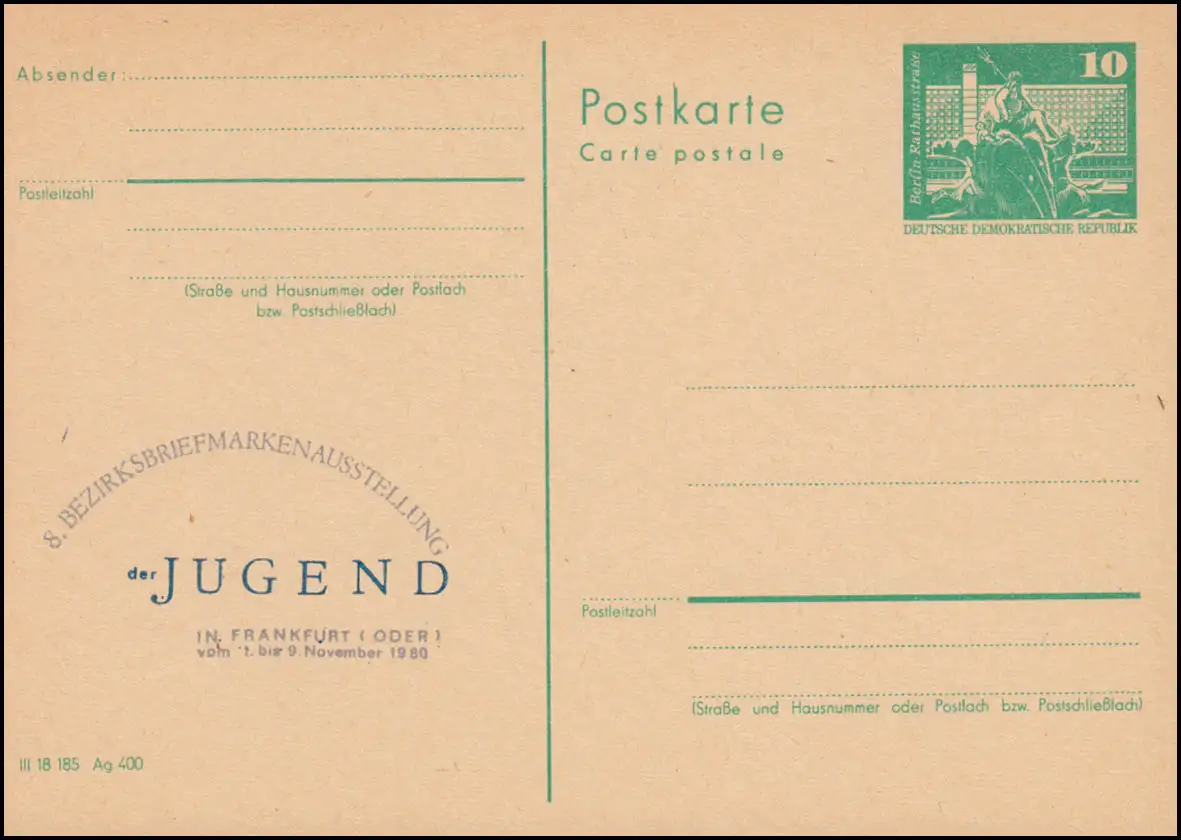 Absender:
Postleitzahl
(Straße und Hausnummer oder Postfach
bzw. Postschließfach)
8. BEZIRKSBRIEFMARKENAUSSTELLUNG
der JUGEND
IN FRANKFURT (ODER)
vom 1. bis 9. November 1980
III 18 185 Ag 400
Postkarte
Carte postale
10
Berlin-Rathausstraße
DEUTSCHE DEMOKRATISCHE REPUBLIK
Postleitzahl
(Straße und Hausnummer oder Postfach bzw. Postschließfach)